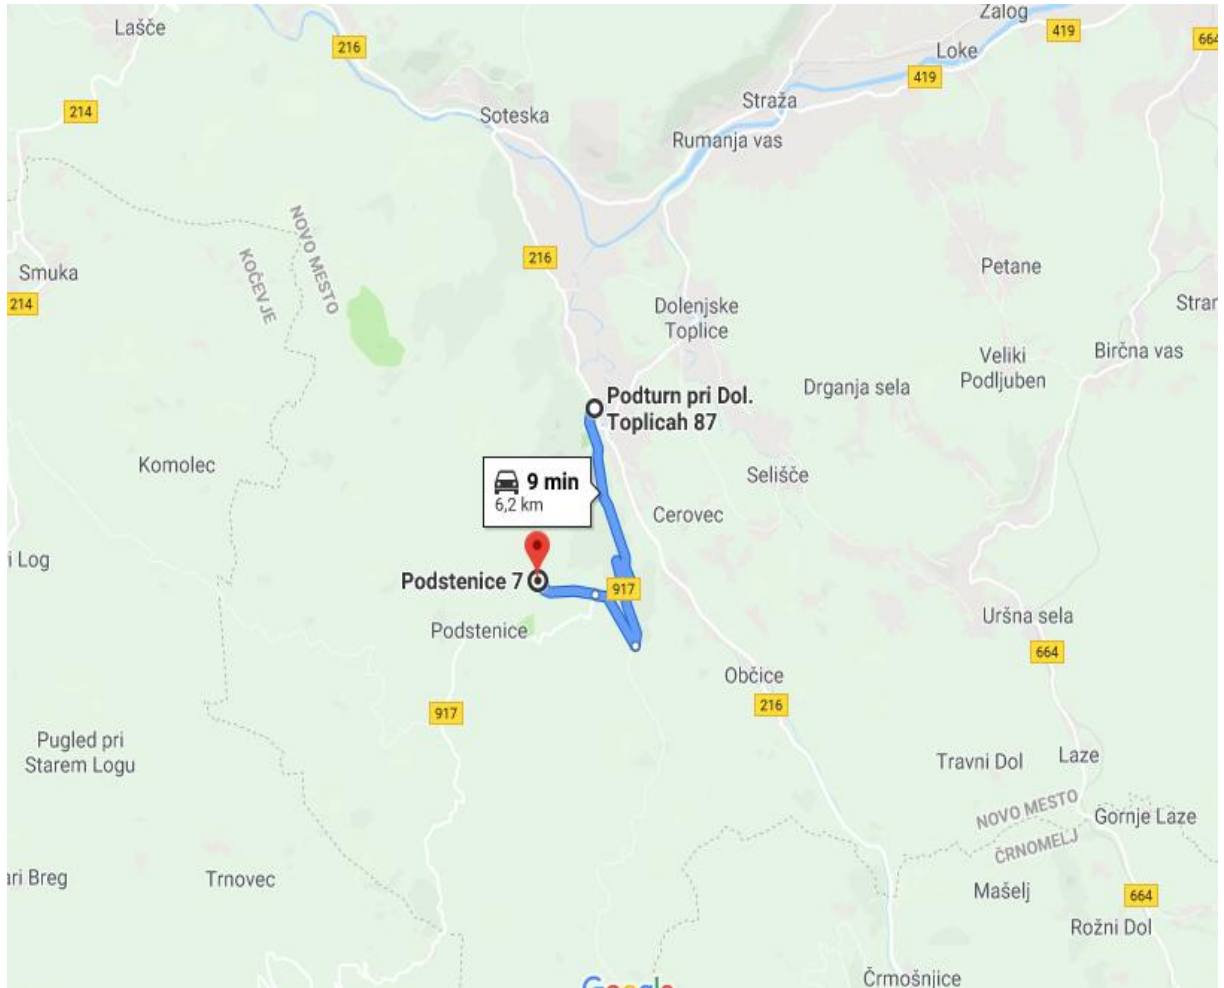 Zalog
Lašče
216
419
664
Loke
419
214
Straža
Soteska
Rumanja vas
NOVO MESTO
KOČEVJE
216
Petane
Smuka
214
Dolenjske
Toplice
Stran
Birčna vas
Veliki
Podljuben
Drganja sela
Podturn pri Dol.
Toplicah 87
Komolec
Selišče
9 min
6,2 km
Cerovec
i Log
Podstenice 7
917
Uršna sela
Podstenice
664
Občice
216
917
Pugled pri
Starem Logu
Travni Dol
Laze
NOVO MESTO
Gornje Laze
ČRNOMELJ
ari Breg
Trnovec
Mašelj
664
Rožni Dol
Črmošnjice
Google